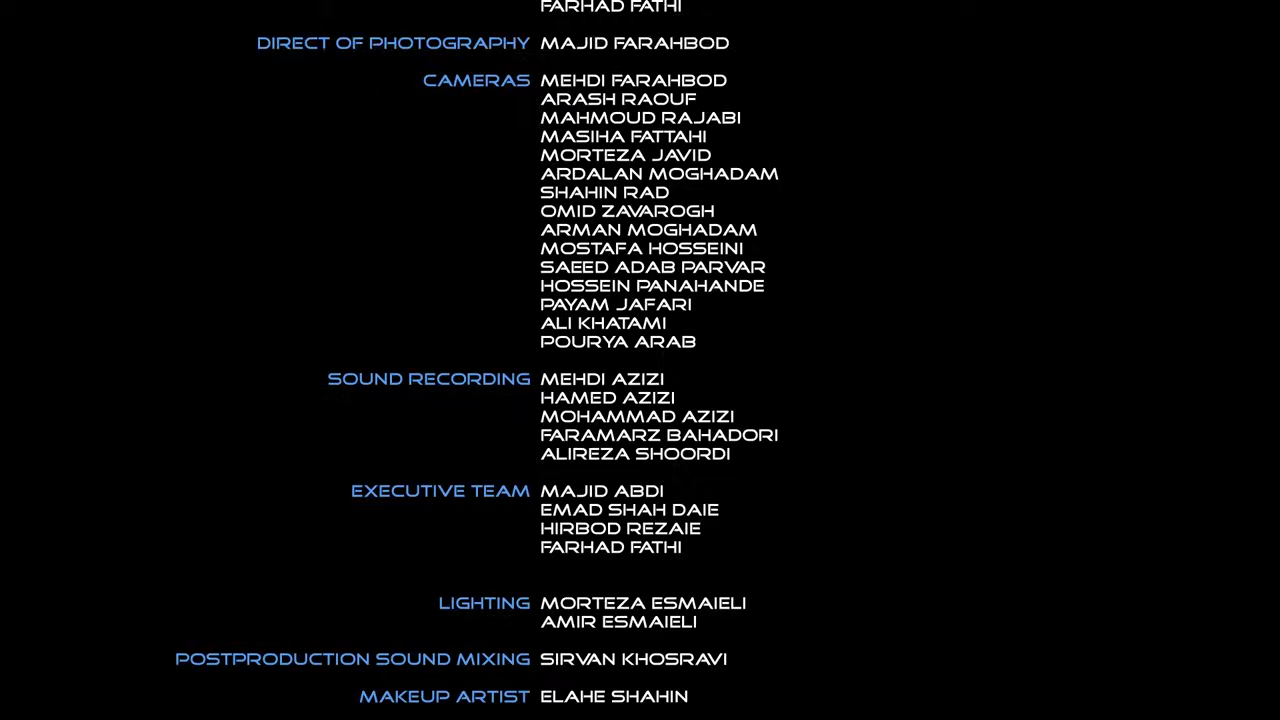 FARHAD FATHI
DIRECT OF PHOTOGRAPHY MAJID FARAHBOD
CAMERAS MEHDI FARAHBOD
ARASH RAOUF
MAHMOUD RAJABI
MASIHA FATTAHI
MORTEZA JAVID
ARDALAN MOGHADAM
SHAHIN RAD
OMID ZAVAROGH
ARMAN MOGHADAM
MOSTAFA HOSSEINI
SAEED ADAB PARVAR
HOSSEIN PANAHANDE
PAYAM JAFARI
ALI KHATAMI
POURYA ARAB
SOUND RECORDING MEHDI AZIZI
HAMED AZIZI
MOHAMMAD AZIZI
FARAMARZ BAHADORI
ALIREZA SHOORDI
EXECUTIVE TEAM MAJID ABDI
EMAD SHAH DAIE
HIRBOD REZAIE
FARHAD FATHI
LIGHTING MORTEZA ESMAIELI
AMIR ESMAIELI
POSTPRODUCTION SOUND MIXING SIRVAN KHOSRAVI
MAKEUP ARTIST ELAHE SHAHIN